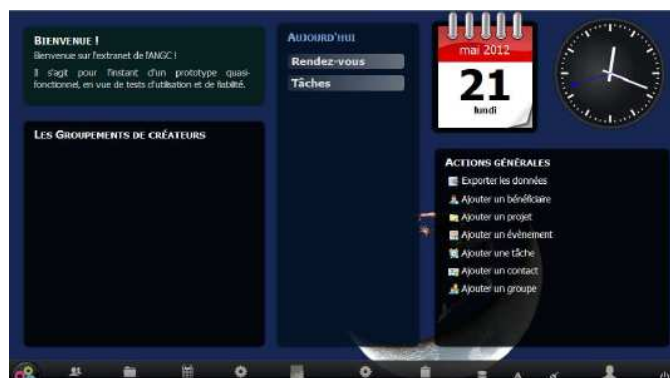 BIENVENUE !
Bienvenue sur l'extranet de l'ANGC !
Il s'agit pour l'instant d'un prototype quasi-
fonctionnel, en vue de tests d'utilisation et de fiabilité.
LES GROUPEMENTS DE CRÉATEURS
AUJOURD'HUI
Rendez-vous
Tâches
mai 2012
21
lundi
ACTIONS GÉNÉRALES
Exporter les données
Ajouter un bénéficiaire
Ajouter un projet
Ajouter un évènement
Ajouter une tâche
Ajouter un contact
Ajouter un groupe